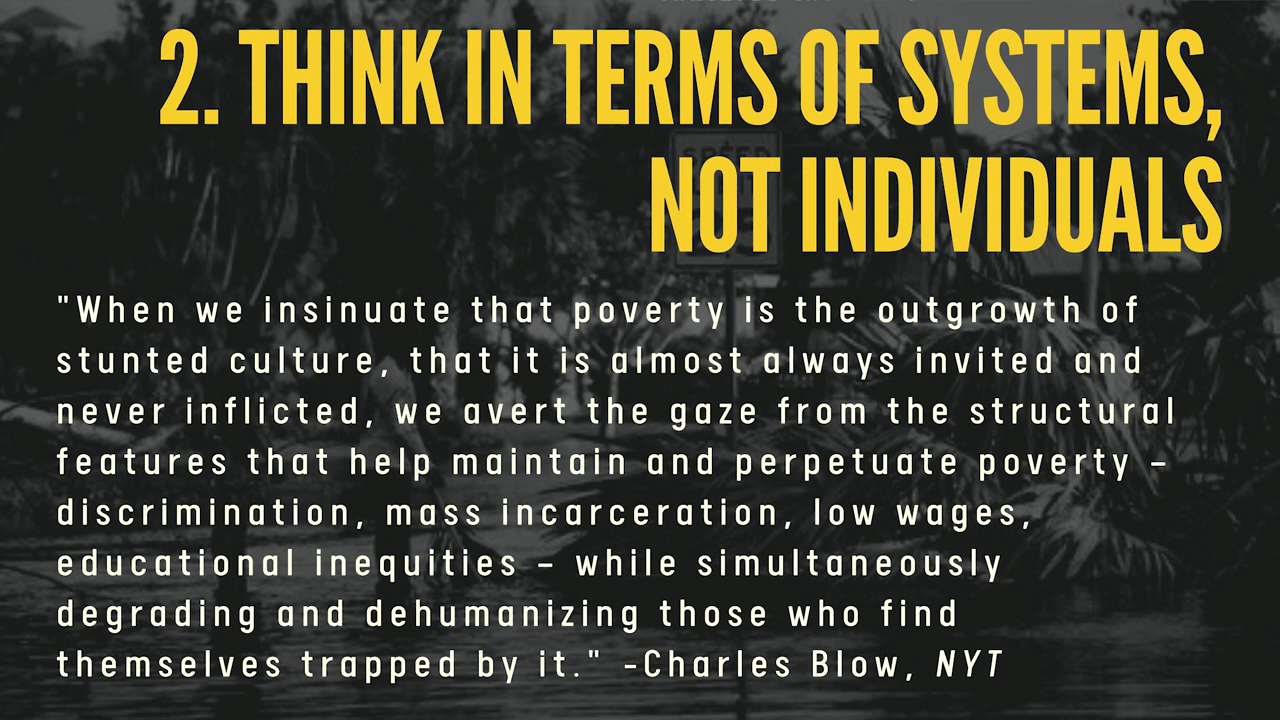 2. THINK IN TERMS OF SYSTEMS,
NOT INDIVIDUALS
SPEED
"When we insinuate that poverty is the outgrowth of
stunted culture, that it is almost always invited and
never inflicted, we avert the gaze from the structural
features that help maintain and perpetuate poverty –
discrimination, mass incarceration, low wages,
educational inequities – while simultaneously
degrading and dehumanizing those who find
themselves trapped by it." -Charles Blow, NYT